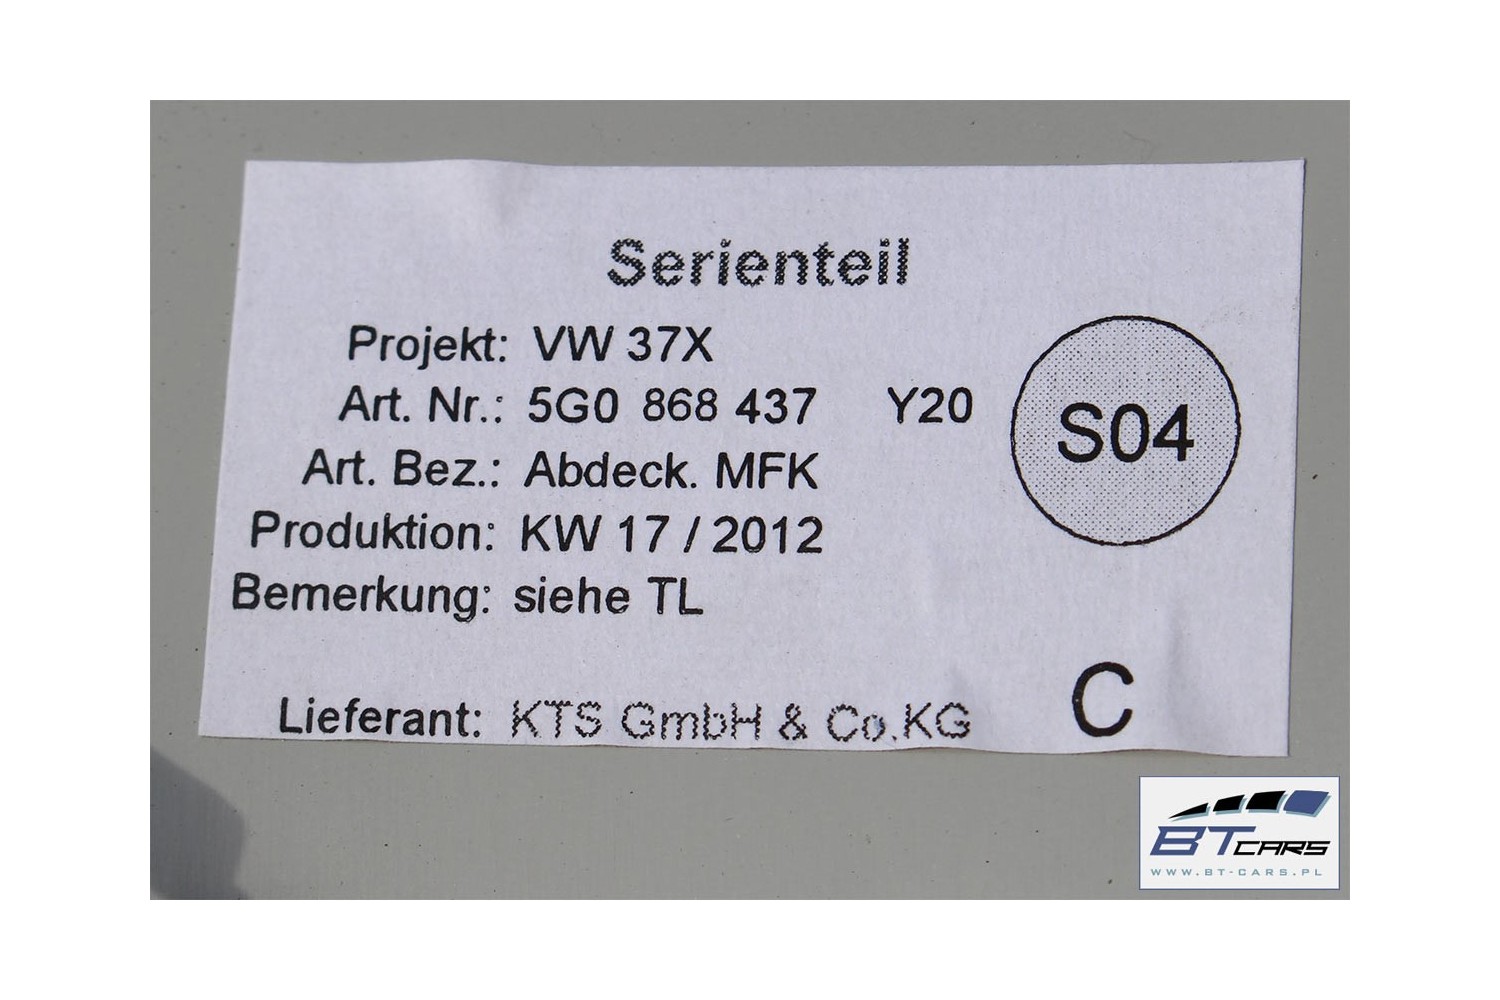 Serienteil
Projekt: VW 37X
Art. Nr.: 5G0 868 437 Y20
S04
Art. Bez.: Abdeck. MFK
Produktion: KW 17 / 2012
Bemerkung: siehe TL
Lieferant: KTS GmbH & Co.KG
C
BT CARS
WWW.BT-CARS.PL